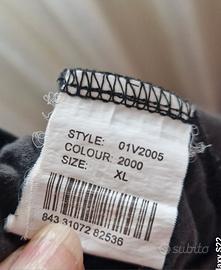 STYLE: 01V2005
COLOUR: 2000
SIZE: XL
843 31072 82536
subito